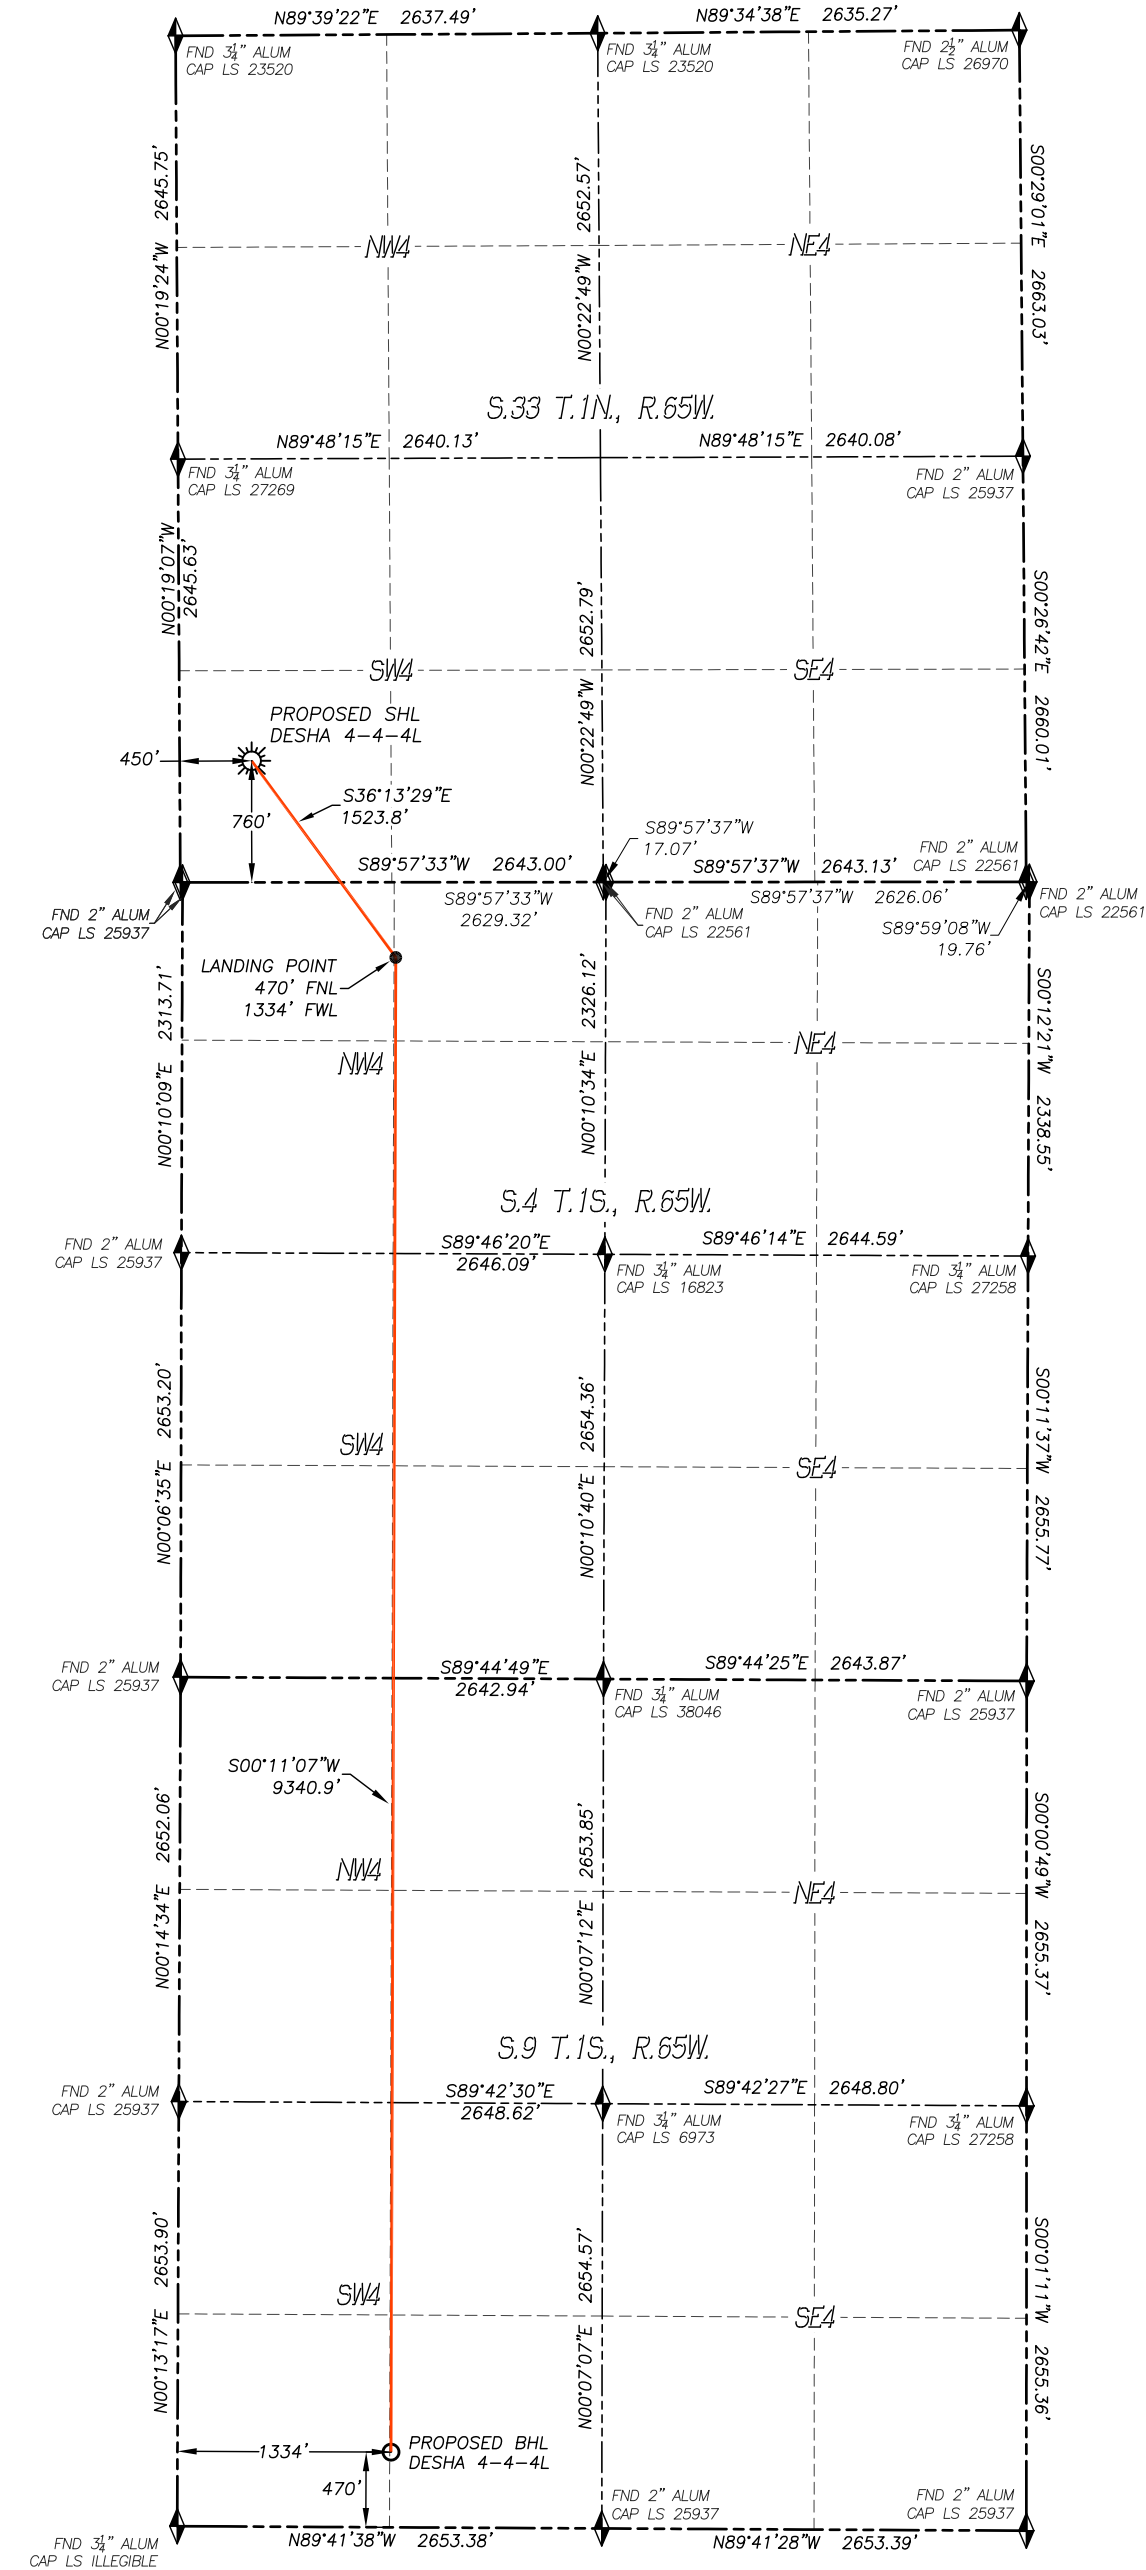 N89°39'22"E 2637.49'
N89°34'38"E 2635.27'
FND 3¼" ALUM
CAP LS 23520
FND 3¼" ALUM
CAP LS 23520
FND 2½" ALUM
CAP LS 26970
N00°19'24"W 2645.75'
N00°22'49"W 2652.57'
S00°29'01"E 2663.03'
NW4
NE4
S.33 T.1N., R.65W.
N89°48'15"E 2640.13'
N89°48'15"E 2640.08'
FND 3¼" ALUM
CAP LS 27269
FND 2" ALUM
CAP LS 25937
N00°19'07"W
2645.63'
N00°22'49"W 2652.79'
S00°26'42"E 2660.01'
SW4
SE4
PROPOSED SHL
DESHA 4-4-4L
450'
760'
S36°13'29"E
1523.8'
S89°57'37"W
17.07'
FND 2" ALUM
CAP LS 22561
S89°57'33"W 2643.00'
S89°57'37"W 2643.13'
S89°57'33"W
2629.32'
S89°57'37"W 2626.06'
FND 2" ALUM
CAP LS 25937
FND 2" ALUM
CAP LS 22561
S89°59'08"W
19.76'
FND 2" ALUM
CAP LS 22561
LANDING POINT
470' FNL
1334' FWL
N00°10'09"E 2313.71'
N00°10'34"E 2326.12'
S00°12'21"W 2338.55'
NW4
NE4
S.4 T.1S., R.65W.
FND 2" ALUM
CAP LS 25937
S89°46'20"E
2646.09'
S89°46'14"E 2644.59'
FND 3¼" ALUM
CAP LS 16823
FND 3¼" ALUM
CAP LS 27258
N00°06'35"E 2653.20'
N00°10'40"E 2654.36'
S00°11'37"W 2655.77'
SW4
SE4
FND 2" ALUM
CAP LS 25937
S89°44'49"E
2642.94'
S89°44'25"E 2643.87'
FND 3¼" ALUM
CAP LS 38046
FND 2" ALUM
CAP LS 25937
S00°11'07"W
9340.9'
N00°14'34"E 2652.06'
N00°07'12"E 2653.85'
S00°00'49"W 2655.37'
NW4
NE4
S.9 T.1S., R.65W.
FND 2" ALUM
CAP LS 25937
S89°42'30"E
2648.62'
S89°42'27"E 2648.80'
FND 3¼" ALUM
CAP LS 6973
FND 3¼" ALUM
CAP LS 27258
N00°13'17"E 2653.90'
N00°07'07"E 2654.57'
S00°01'11"W 2655.36'
SW4
SE4
1334'
PROPOSED BHL
DESHA 4-4-4L
470'
FND 2" ALUM
CAP LS 25937
FND 2" ALUM
CAP LS 25937
FND 3¼" ALUM
CAP LS ILLEGIBLE
N89°41'38"W 2653.38'
N89°41'28"W 2653.39'